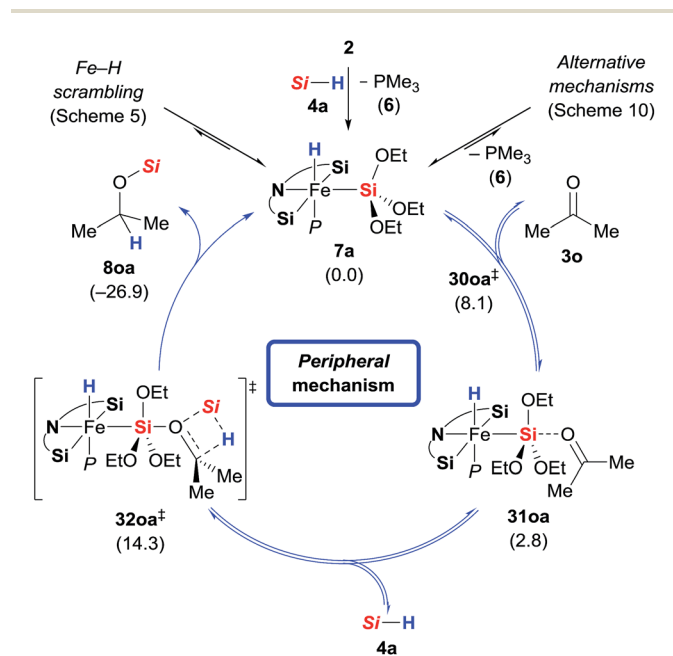 2
Fe–H
scrambling
(Scheme 5)
Si–H
4a
– PMe3
(6)
Alternative
mechanisms
(Scheme 10)
– PMe3
(6)
H
Si
N
Fe
Si
P
Si
OEt
OEt
OEt
7a
(0.0)
O
Si
Me
Me
H
8oa
(–26.9)
O
Me
Me
3o
30oa‡
(8.1)
Peripheral
mechanism
‡
H
Si
N
Fe
Si
P
Si
OEt
EtO
OEt
O
Si
H
Me
Me
32oa‡
(14.3)
H
Si
N
Fe
Si
P
Si
OEt
EtO
OEt
O
Me
Me
31oa
(2.8)
Si–H
4a